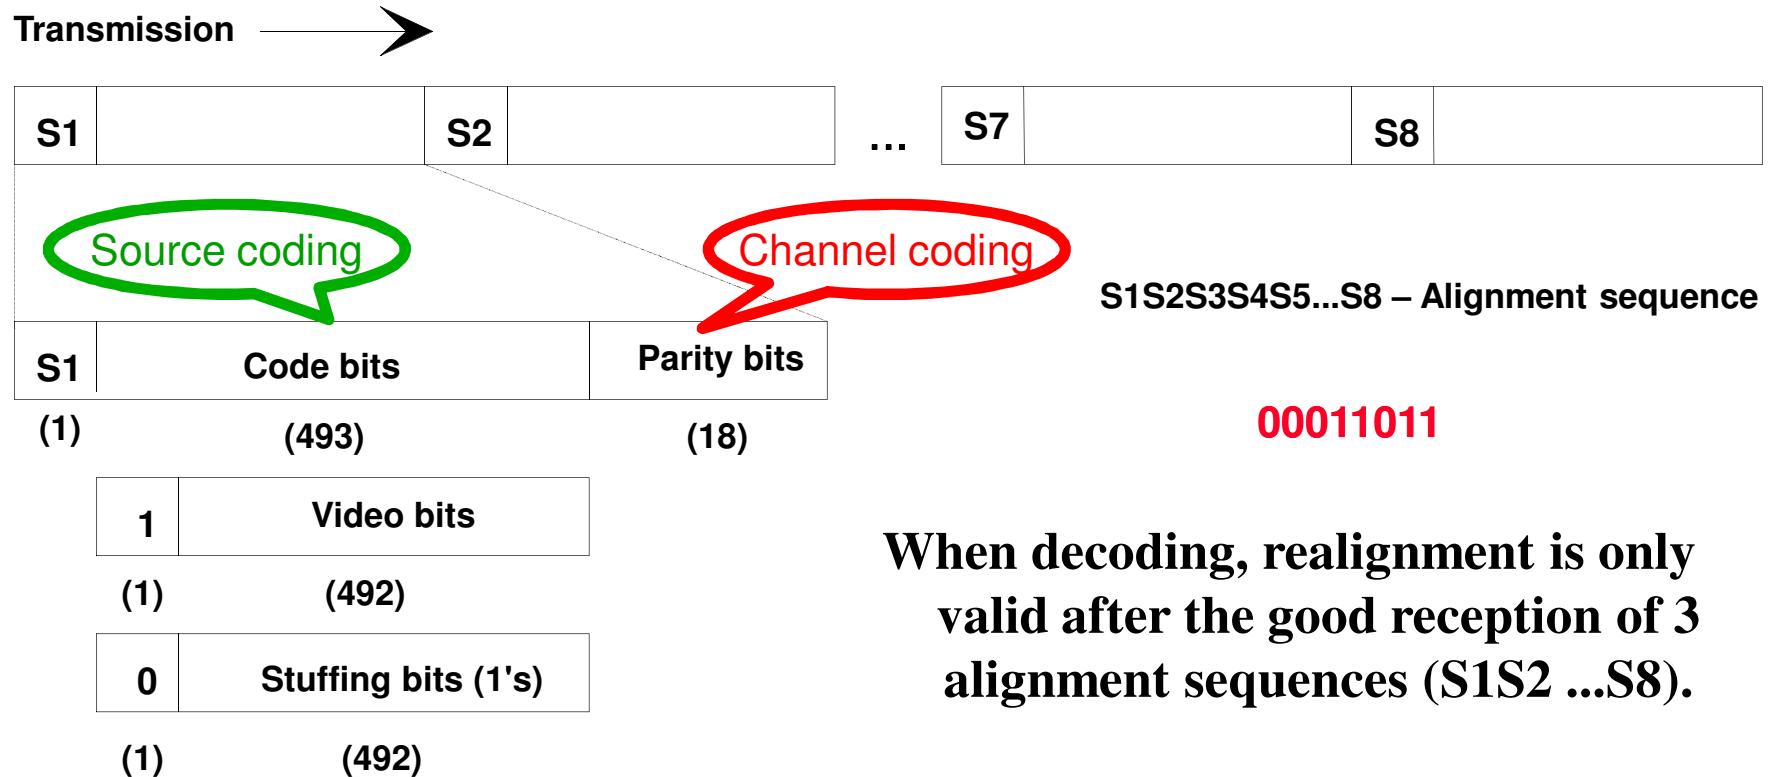 Transmission
S1 S2 ... S7 S8
Source coding
Channel coding
S1S2S3S4S5...S8 – Alignment sequence
S1 Code bits Parity bits
(1) (493) (18)
00011011
1 Video bits
(1) (492)
When decoding, realignment is only
valid after the good reception of 3
alignment sequences (S1S2 ...S8).
0 Stuffing bits (1's)
(1) (492)